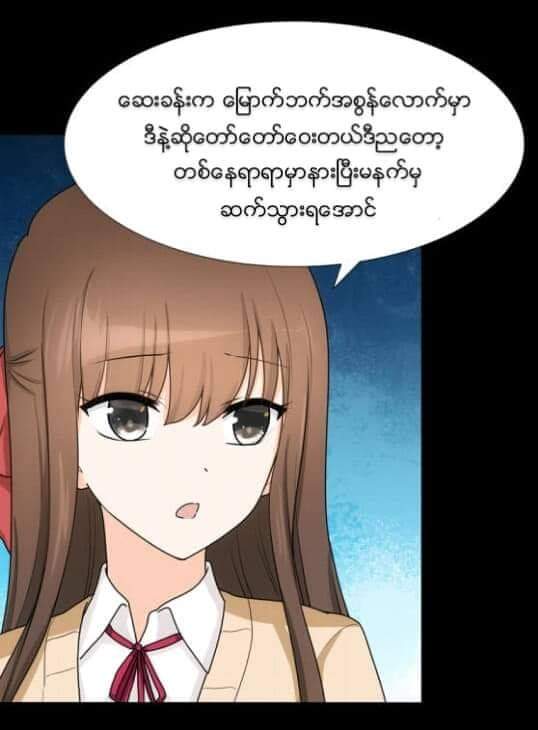 ဆေးခန်းက မြောက်ဘက်အစွန်လောက်မှာ
ဒီနဲ့ဆိုတော်တော်ဝေးတယ်ဒီညတော့
တစ်နေရာရာမှာနားပြီးမနက်မှ
ဆက်သွားရအောင်